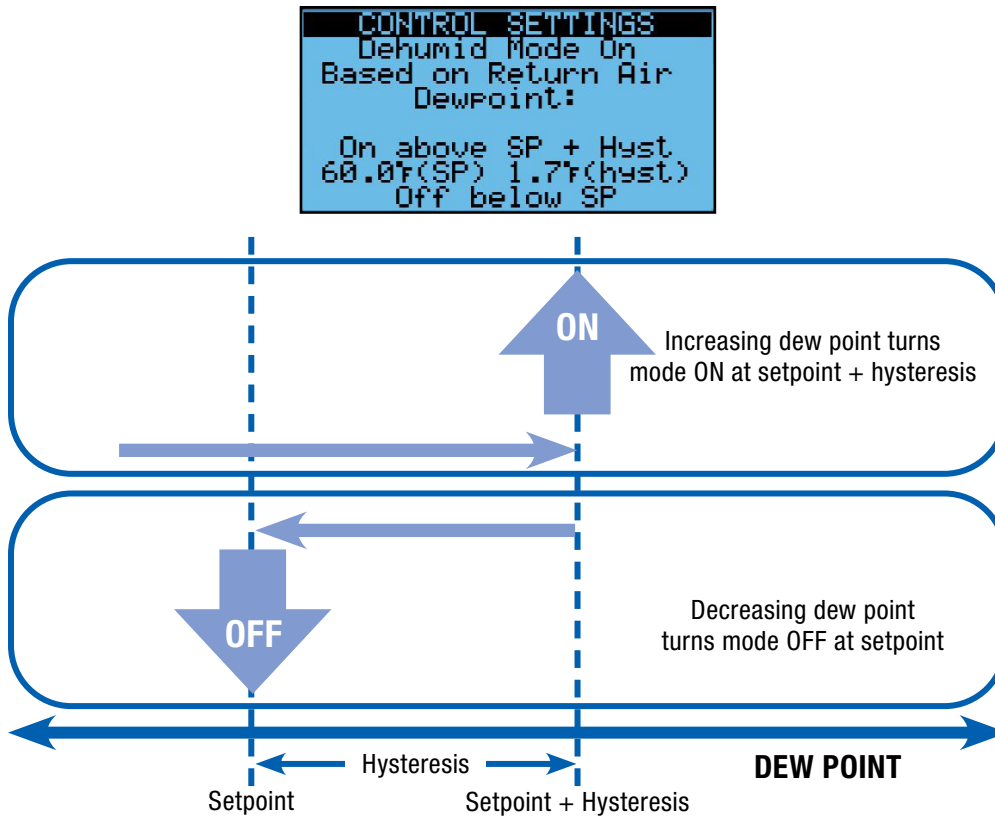 CONTROL SETTINGS
Dehumid Mode On
Based on Return Air
Dewpoint:
On above SP + Hyst
60.0°F(SP) 1.7°F(hyst)
Off below SP
ON
Increasing dew point turns
mode ON at setpoint + hysteresis
OFF
Decreasing dew point
turns mode OFF at setpoint
Hysteresis
DEW POINT
Setpoint
Setpoint + Hysteresis